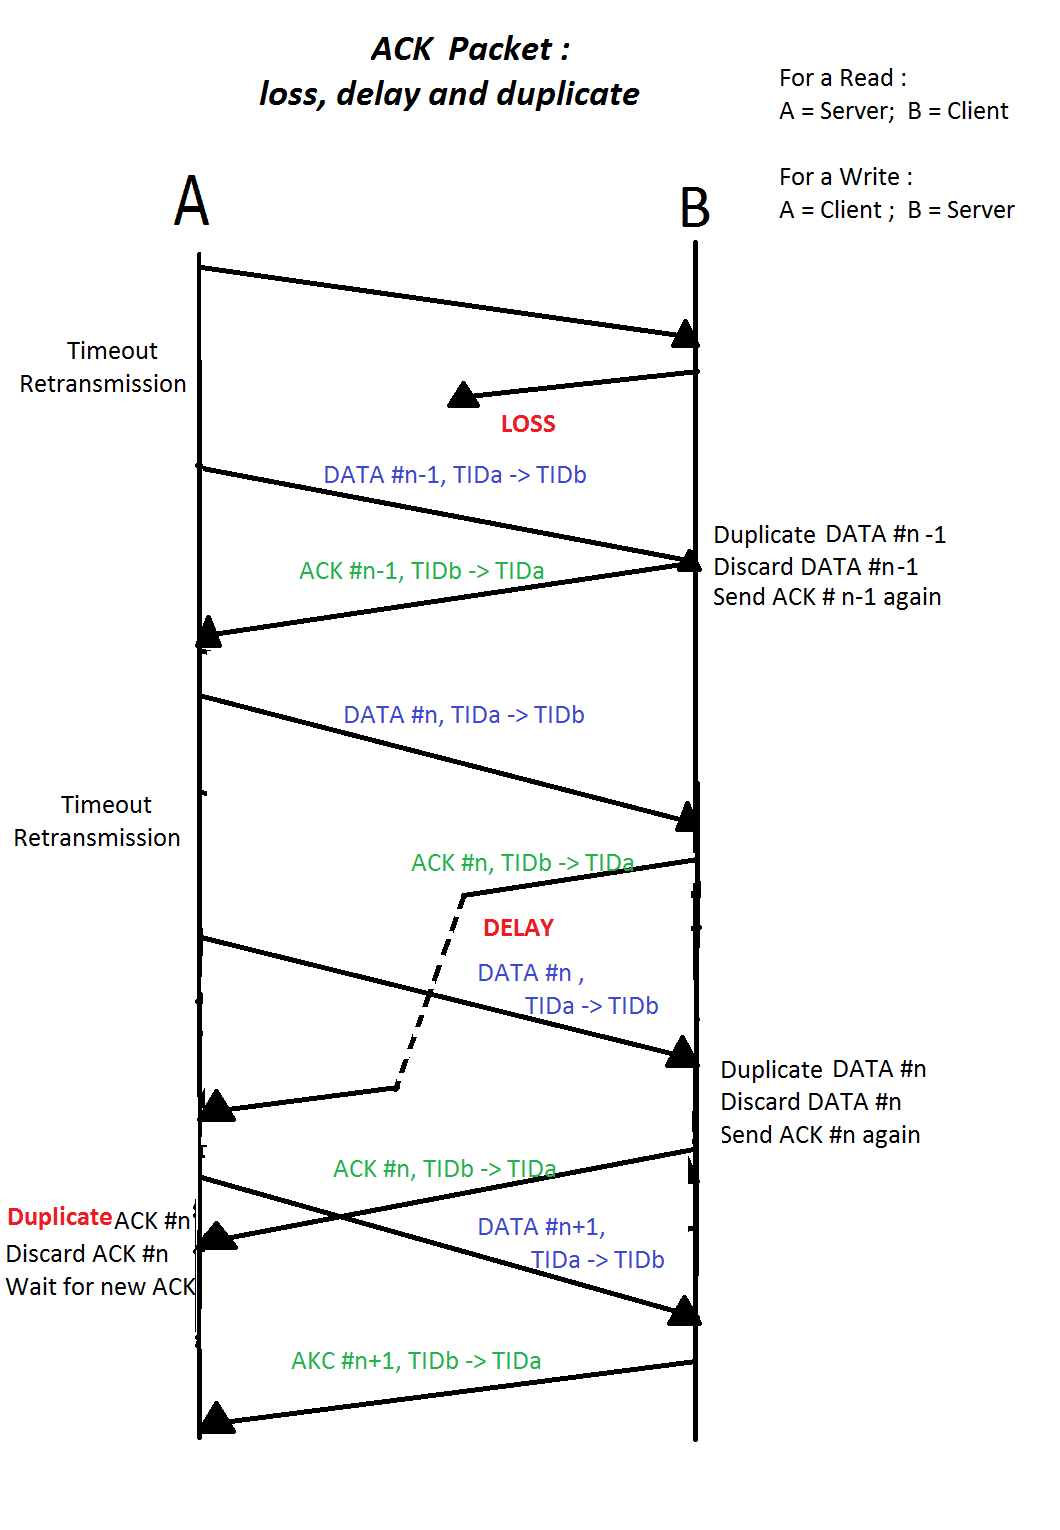 ACK Packet :
loss, delay and duplicate
For a Read :
A = Server; B = Client
For a Write :
A = Client ; B = Server
A
B
Timeout
Retransmission
LOSS
DATA #n-1, TIDa -> TIDb
Duplicate DATA #n -1
Discard DATA #n-1
Send ACK # n-1 again
ACK #n-1, TIDb -> TIDa
DATA #n, TIDa -> TIDb
Timeout
Retransmission
ACK #n, TIDb -> TIDa
DELAY
DATA #n ,
TIDa -> TIDb
Duplicate DATA #n
Discard DATA #n
Send ACK #n again
ACK #n, TIDb -> TIDa
Duplicate ACK #n
Discard ACK #n
Wait for new ACK
DATA #n+1,
TIDa -> TIDb
AKC #n+1, TIDb -> TIDa